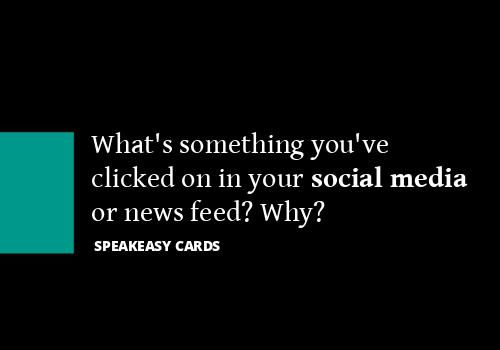 What's something you've
clicked on in your social media
or news feed? Why?
SPEAKEASY CARDS